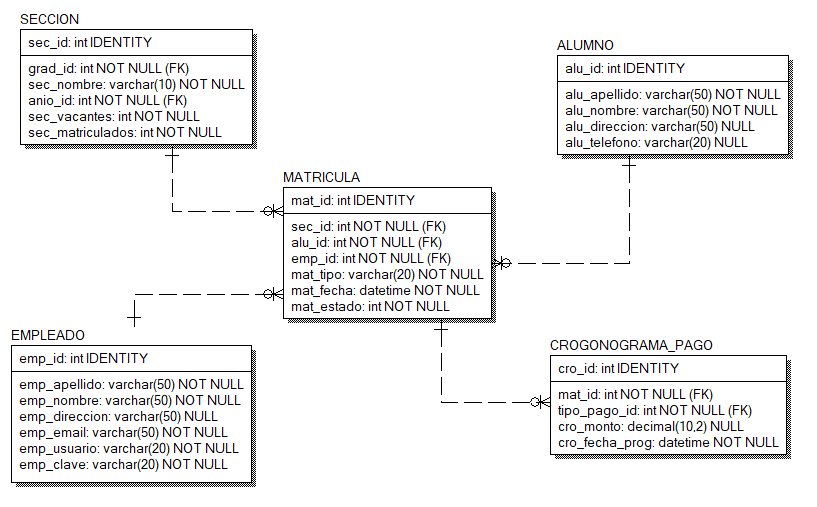 SECCION
sec_id: int IDENTITY
grad_id: int NOT NULL (FK)
sec_nombre: varchar(10) NOT NULL
anio_id: int NOT NULL (FK)
sec_vacantes: int NOT NULL
sec_matriculados: int NOT NULL
ALUMNO
alu_id: int IDENTITY
alu_apellido: varchar(50) NOT NULL
alu_nombre: varchar(50) NOT NULL
alu_direccion: varchar(50) NULL
alu_telefono: varchar(20) NULL
MATRICULA
mat_id: int IDENTITY
sec_id: int NOT NULL (FK)
alu_id: int NOT NULL (FK)
emp_id: int NOT NULL (FK)
mat_tipo: varchar(20) NOT NULL
mat_fecha: datetime NOT NULL
mat_estado: int NOT NULL
EMPLEADO
emp_id: int IDENTITY
emp_apellido: varchar(50) NOT NULL
emp_nombre: varchar(50) NOT NULL
emp_direccion: varchar(50) NULL
emp_email: varchar(50) NOT NULL
emp_usuario: varchar(20) NOT NULL
emp_clave: varchar(20) NOT NULL
CROGONOGRAMA_PAGO
cro_id: int IDENTITY
mat_id: int NOT NULL (FK)
tipo_pago_id: int NOT NULL (FK)
cro_monto: decimal(10,2) NULL
cro_fecha_prog: datetime NOT NULL